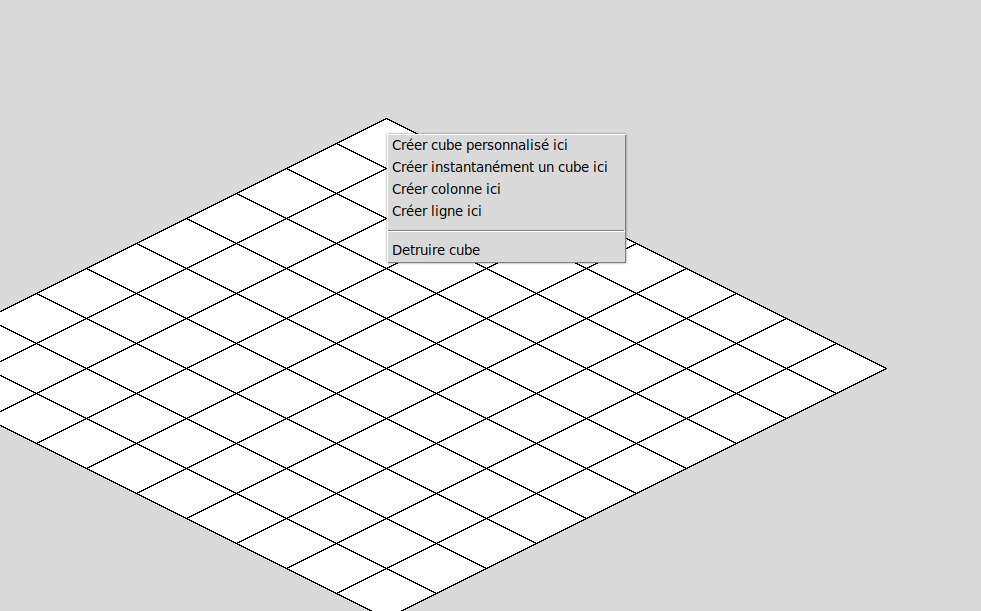 Créer cube personnalisé ici
Créer instantanément un cube ici
Créer colonne ici
Créer ligne ici
Detruire cube